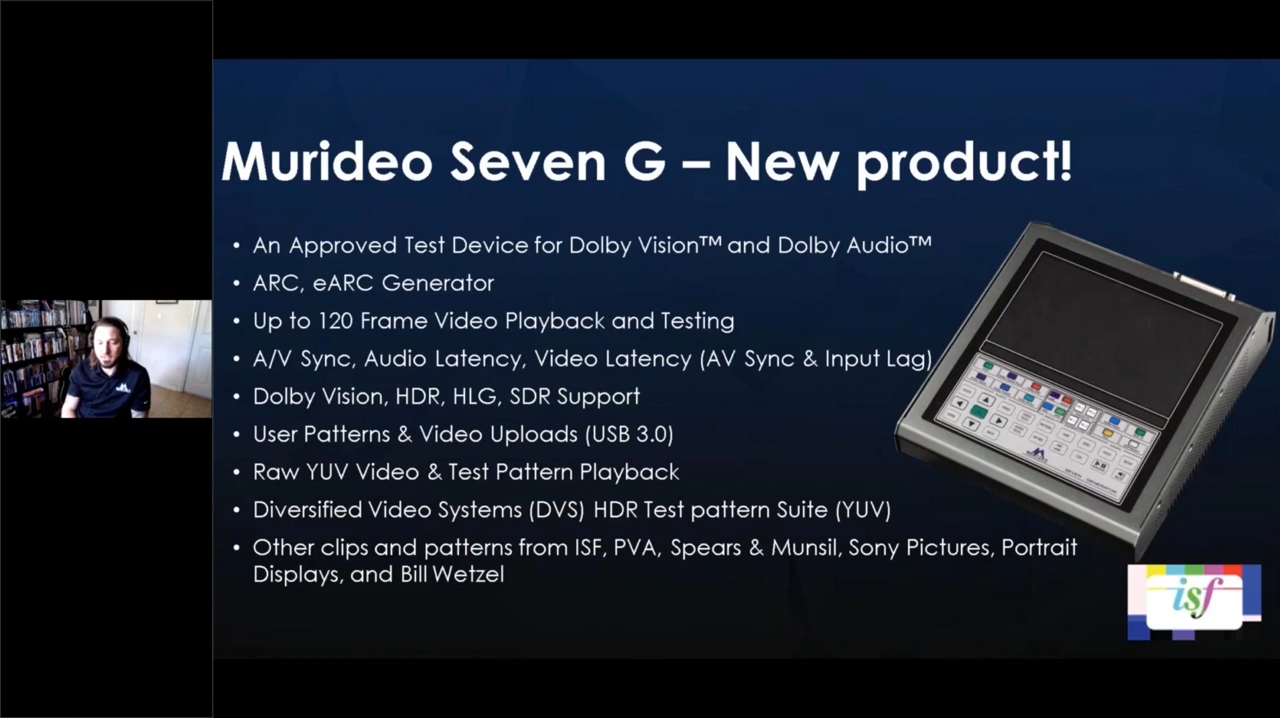 Murideo Seven G – New product!
• An Approved Test Device for Dolby Vision™ and Dolby Audio™
• ARC, eARC Generator
• Up to 120 Frame Video Playback and Testing
• A/V Sync, Audio Latency, Video Latency (AV Sync & Input Lag)
• Dolby Vision, HDR, HLG, SDR Support
• User Patterns & Video Uploads (USB 3.0)
• Raw YUV Video & Test Pattern Playback
• Diversified Video Systems (DVS) HDR Test pattern Suite (YUV)
• Other clips and patterns from ISF, PVA, Spears & Munsil, Sony Pictures, Portrait
Displays, and Bill Wetzel
isf